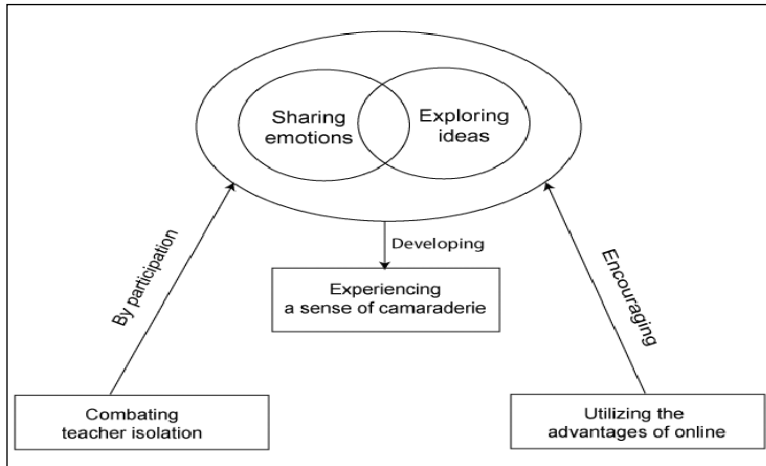 Sharing
emotions
Exploring
ideas
Developing
By participation
Encouraging
Experiencing
a sense of camaraderie
Combating
teacher isolation
Utilizing the
advantages of online